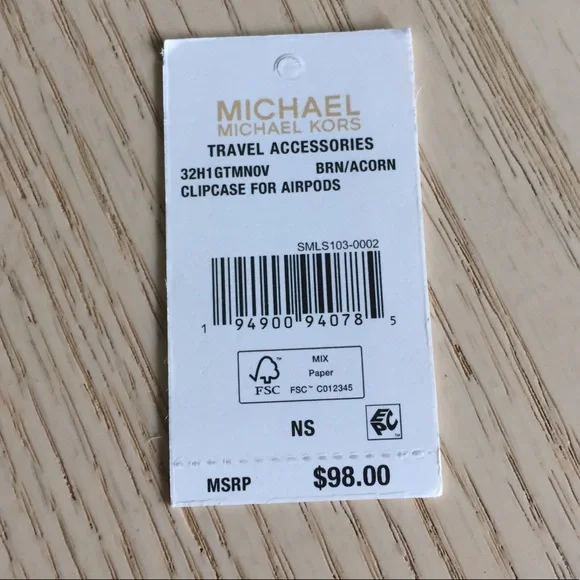 MICHAEL
MICHAEL KORS
TRAVEL ACCESSORIES
32H1GTMN0V BRN/ACORN
CLIPCASE FOR AIRPODS
SMLS103-0002
1 94900 94078 5
FSC
MIX
Paper
FSC™ C012345
NS
EPC™
MSRP $98.00